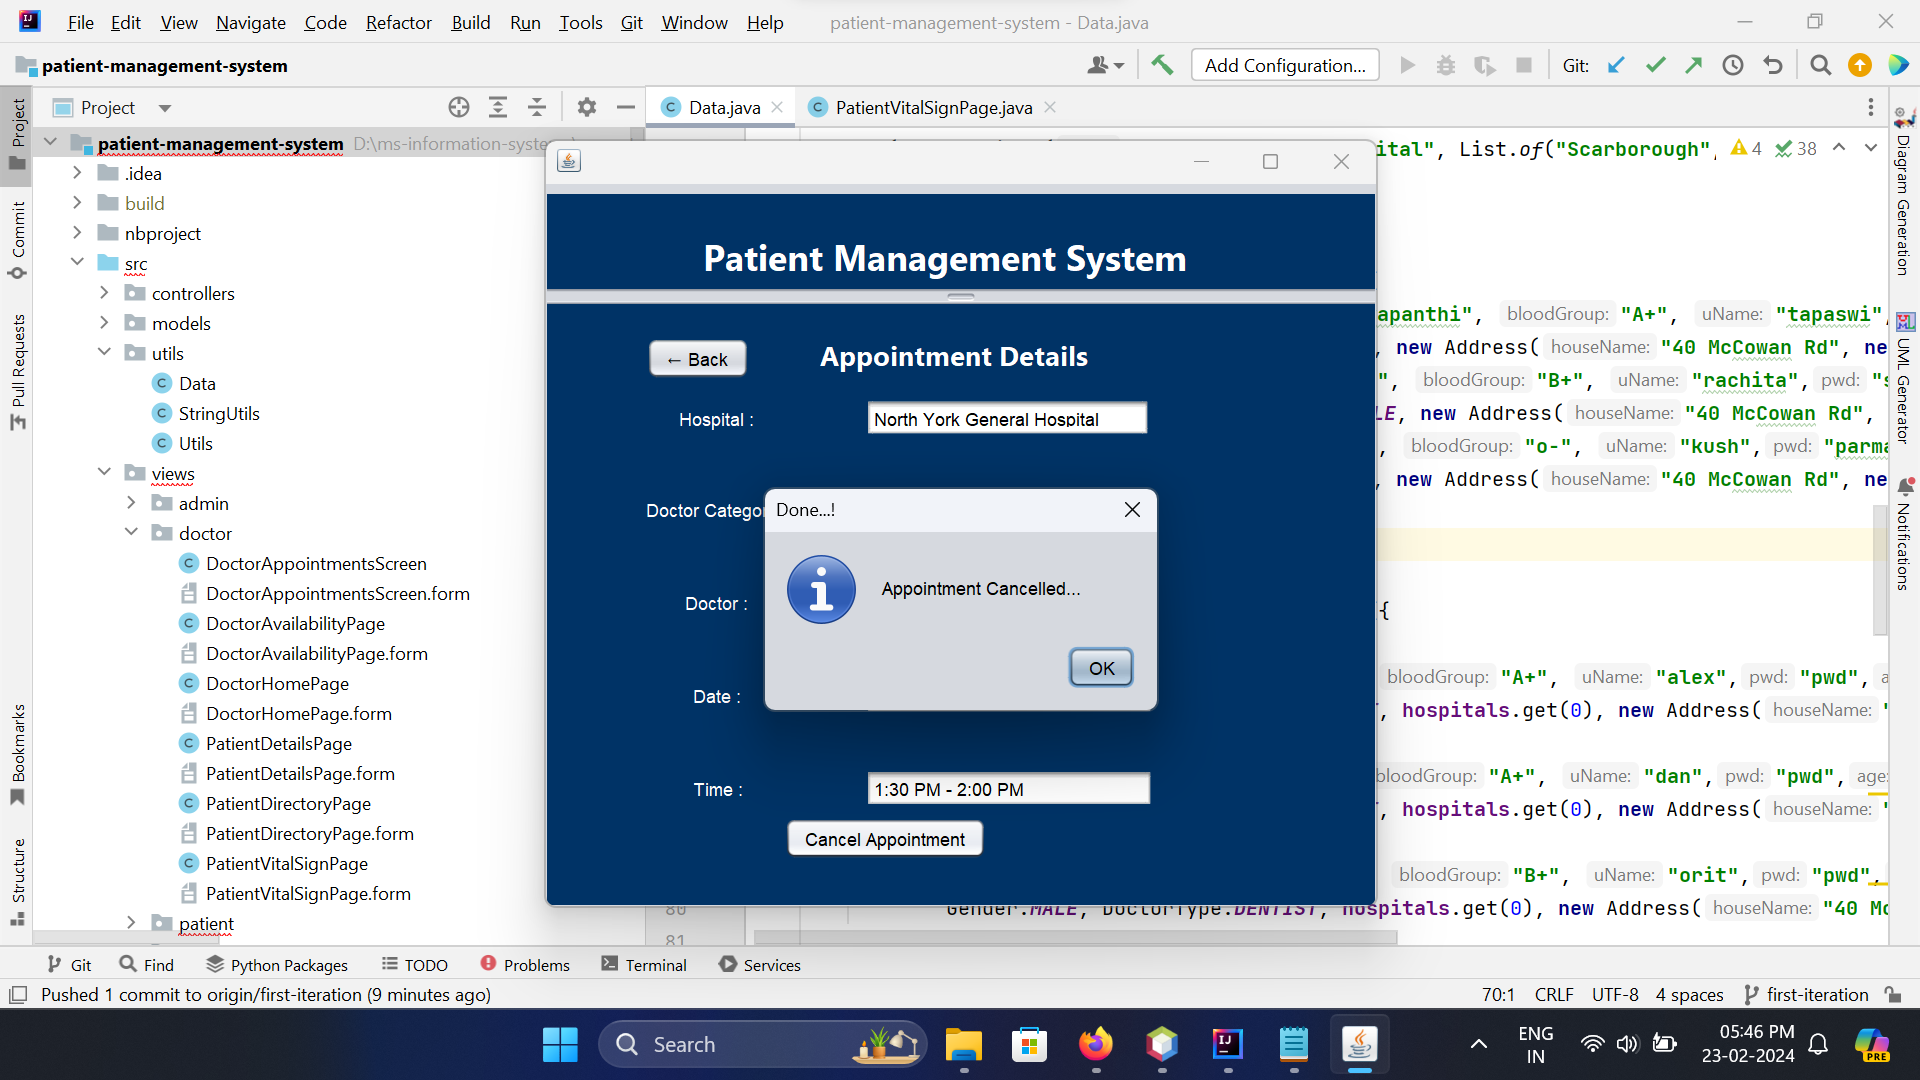 File Edit View Navigate Code Refactor Build Run Tools Git Window Help patient-management-system - Data.java
patient-management-system Add Configuration... Git:
Project Data.java PatientVitalSignPage.java
patient-management-system D:\ms-information-syste
.idea
build
nbproject
src
controllers
models
utils
Data
StringUtils
Utils
views
admin
doctor
DoctorAppointmentsScreen
DoctorAppointmentsScreen.form
DoctorAvailabilityPage
DoctorAvailabilityPage.form
DoctorHomePage
DoctorHomePage.form
PatientDetailsPage
PatientDetailsPage.form
PatientDirectoryPage
PatientDirectoryPage.form
PatientVitalSignPage
PatientVitalSignPage.form
patient
Project
Commit
Pull Requests
Bookmarks
Structure
Patient Management System
← Back Appointment Details
Hospital : North York General Hospital
Doctor Categor
Doctor :
Date :
Time : 1:30 PM - 2:00 PM
Cancel Appointment
Done...!
Appointment Cancelled...
OK
ital", List.of("Scarborough", 4 38
apanthi", bloodGroup: "A+", uName: "tapaswi",
, new Address( houseName: "40 McCowan Rd", ne
", bloodGroup: "B+", uName: "rachita", pwd: "s
LE, new Address( houseName: "40 McCowan Rd",
, bloodGroup: "o-", uName: "kush", pwd: "parma
, new Address( houseName: "40 McCowan Rd", ne
{
bloodGroup: "A+", uName: "alex", pwd: "pwd", a
, hospitals.get(0), new Address( houseName: "
bloodGroup: "A+", uName: "dan", pwd: "pwd", age:
, hospitals.get(0), new Address( houseName: "
bloodGroup: "B+", uName: "orit", pwd: "pwd",
80 Gender.MALE, DoctorType.DENTIST, hospitals.get(0), new Address( houseName: "40 Mc
81
Diagram Generation
UML Generator
Notifications
Git Find Python Packages TODO Problems Terminal Services
Pushed 1 commit to origin/first-iteration (9 minutes ago) 70:1 CRLF UTF-8 4 spaces first-iteration
Search
ENG
IN
05:46 PM
23-02-2024
PRE